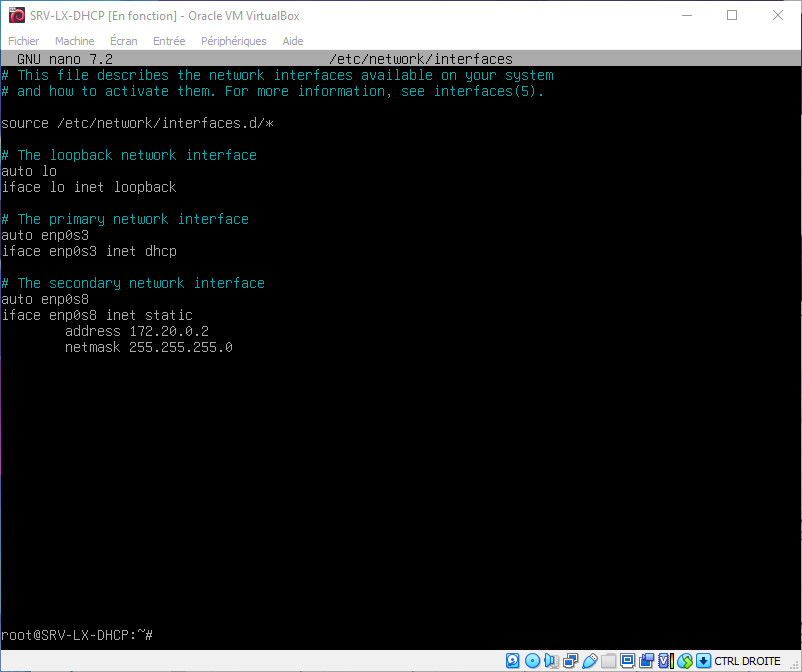 SRV-LX-DHCP [En fonction] - Oracle VM VirtualBox
Fichier Machine Écran Entrée Périphériques Aide
GNU nano 7.2 /etc/network/interfaces
# This file describes the network interfaces available on your system
# and how to activate them. For more information, see interfaces(5).
source /etc/network/interfaces.d/*
# The loopback network interface
auto lo
iface lo inet loopback
# The primary network interface
auto enp0s3
iface enp0s3 inet dhcp
# The secondary network interface
auto enp0s8
iface enp0s8 inet static
address 172.20.0.2
netmask 255.255.255.0
root@SRV-LX-DHCP:~#
CTRL DROITE